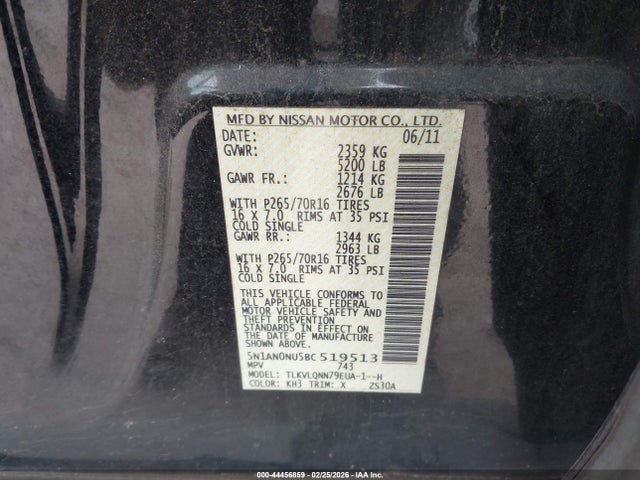 MFD BY NISSAN MOTOR CO., LTD.
DATE: 06/11
GVWR: 2359 KG
5200 LB
GAWR FR.: 1214 KG
2676 LB
WITH P265/70R16 TIRES
16 X 7.0 RIMS AT 35 PSI
COLD SINGLE
GAWR RR.: 1344 KG
2963 LB
WITH P265/70R16 TIRES
16 X 7.0 RIMS AT 35 PSI
COLD SINGLE
THIS VEHICLE CONFORMS TO
ALL APPLICABLE FEDERAL
MOTOR VEHICLE SAFETY AND
THEFT PREVENTION
STANDARDS IN EFFECT ON
THE DATE OF MANUFACTURE
SHOWN ABOVE.
5N1AN0NU5BC519513
MPV 743
MODEL: TLKVLQNN79EUA-1--H
COLOR: KH3 TRIM: X ZS30A
000-44456859 - 02/25/2026 - IAA Inc.